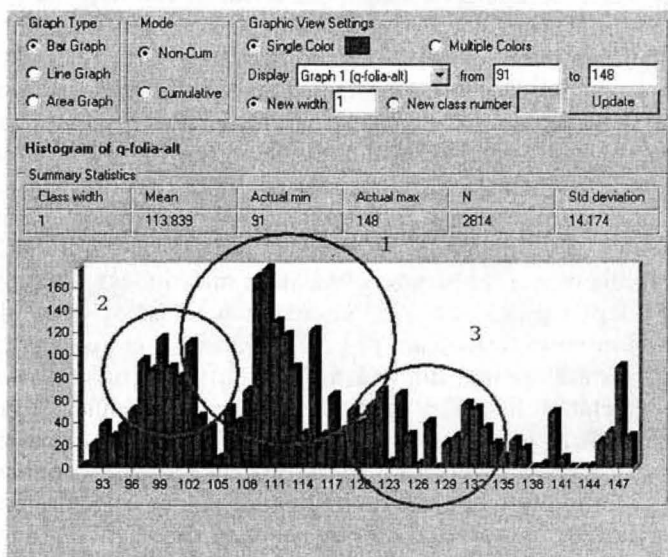 Graph Type
Bar Graph
Line Graph
Area Graph
Mode
Non-Cum
Cumulative
Graphic View Settings
Single Color Multiple Colors
Display Graph 1 (q-folia-alt) from 91 to 148
New width 1 New class number Update
Histogram of q-folia-alt
Summary Statistics
Class width Mean Actual min Actual max N Std deviation
1 113.839 91 148 2814 14.174
1
2
3
160
140
120
100
80
60
40
20
0
93 96 99 102 105 108 111 114 117 120 123 126 129 132 135 138 141 144 147